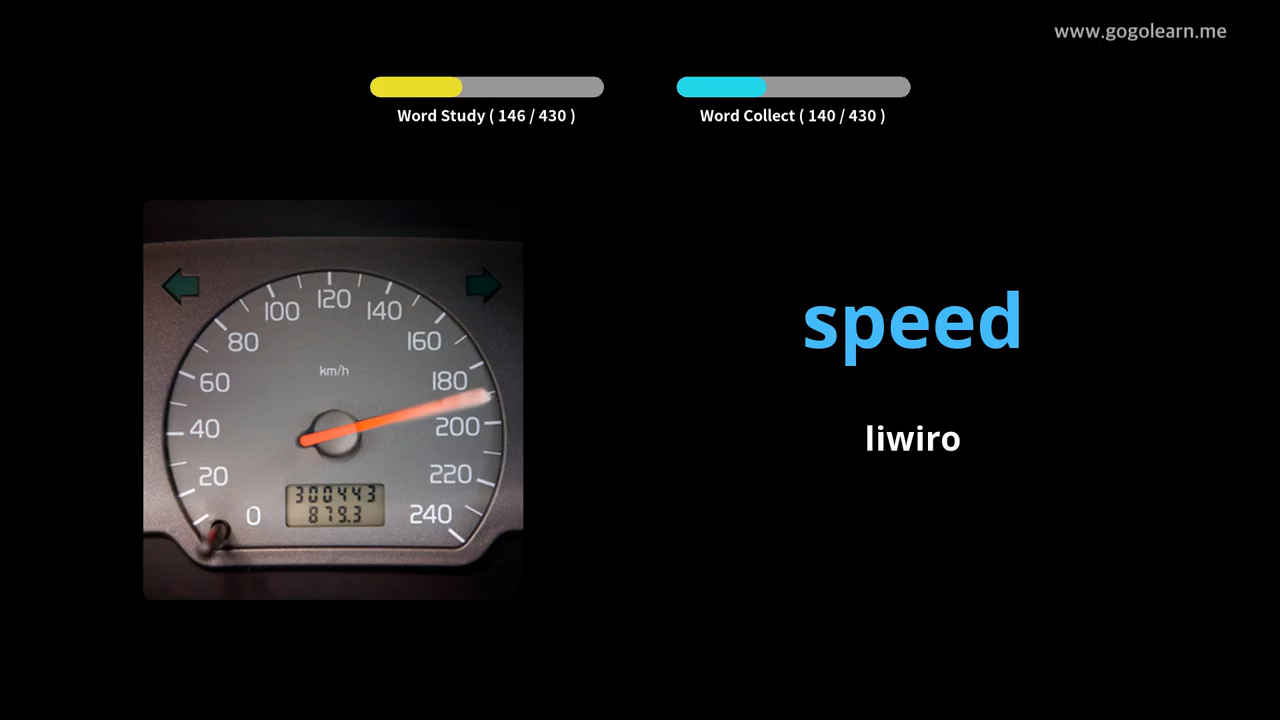 www.gogolearn.me
Word Study ( 146 / 430 )
Word Collect ( 140 / 430 )
120
100
140
80
160
km/h
60
180
40
200
20
220
300443
0
879.3
240
speed
liwiro